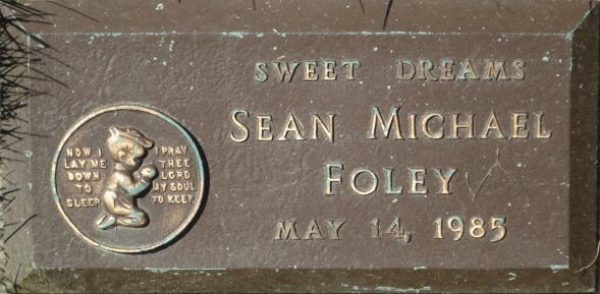 SWEET DREAMS
SEAN MICHAEL
FOLEY
MAY 14, 1985
NOW I
LAY ME
DOWN
TO
SLEEP
I PRAY
THEE
LORD
MY SOUL
TO KEEP